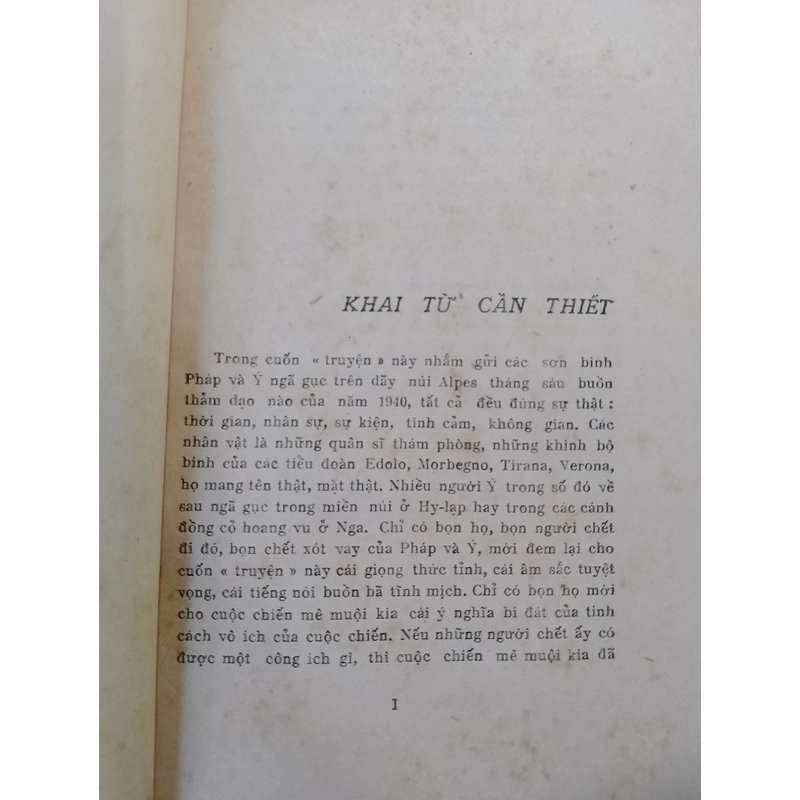 KHAI TỪ CẦN THIẾT
Trong cuốn « truyện » này nhằm gửi các sơn binh
Pháp và Ý ngã gục trên dãy núi Alpes tháng sáu buồn
thảm dạo nào của năm 1940, tất cả đều đúng sự thật :
thời gian, nhân sự, sự kiện, tình cảm, không gian. Các
nhân vật là những quân sĩ thám phòng, những khinh bộ
binh của các tiểu đoàn Edolo, Morbegno, Tirana, Verona,
họ mang tên thật, mặt thật. Nhiều người Ý trong số đó về
sau ngã gục trong miền núi ở Hy-lạp hay trong các cánh
đồng cỏ hoang vu ở Nga. Chỉ có bọn họ, bọn người chết
đi đó, bọn chết xót vay của Pháp và Ý, mới đem lại cho
cuốn « truyện » này cái giọng thức tỉnh, cái âm sắc tuyệt
vọng, cái tiếng nói buồn bã tĩnh mịch. Chỉ có bọn họ mới
cho cuộc chiến mê muội kia cái ý nghĩa bi đát của tính
cách vô ích của cuộc chiến. Nếu những người chết ấy có
được một công ích gì, thì cuộc chiến mê muội kia đã
I